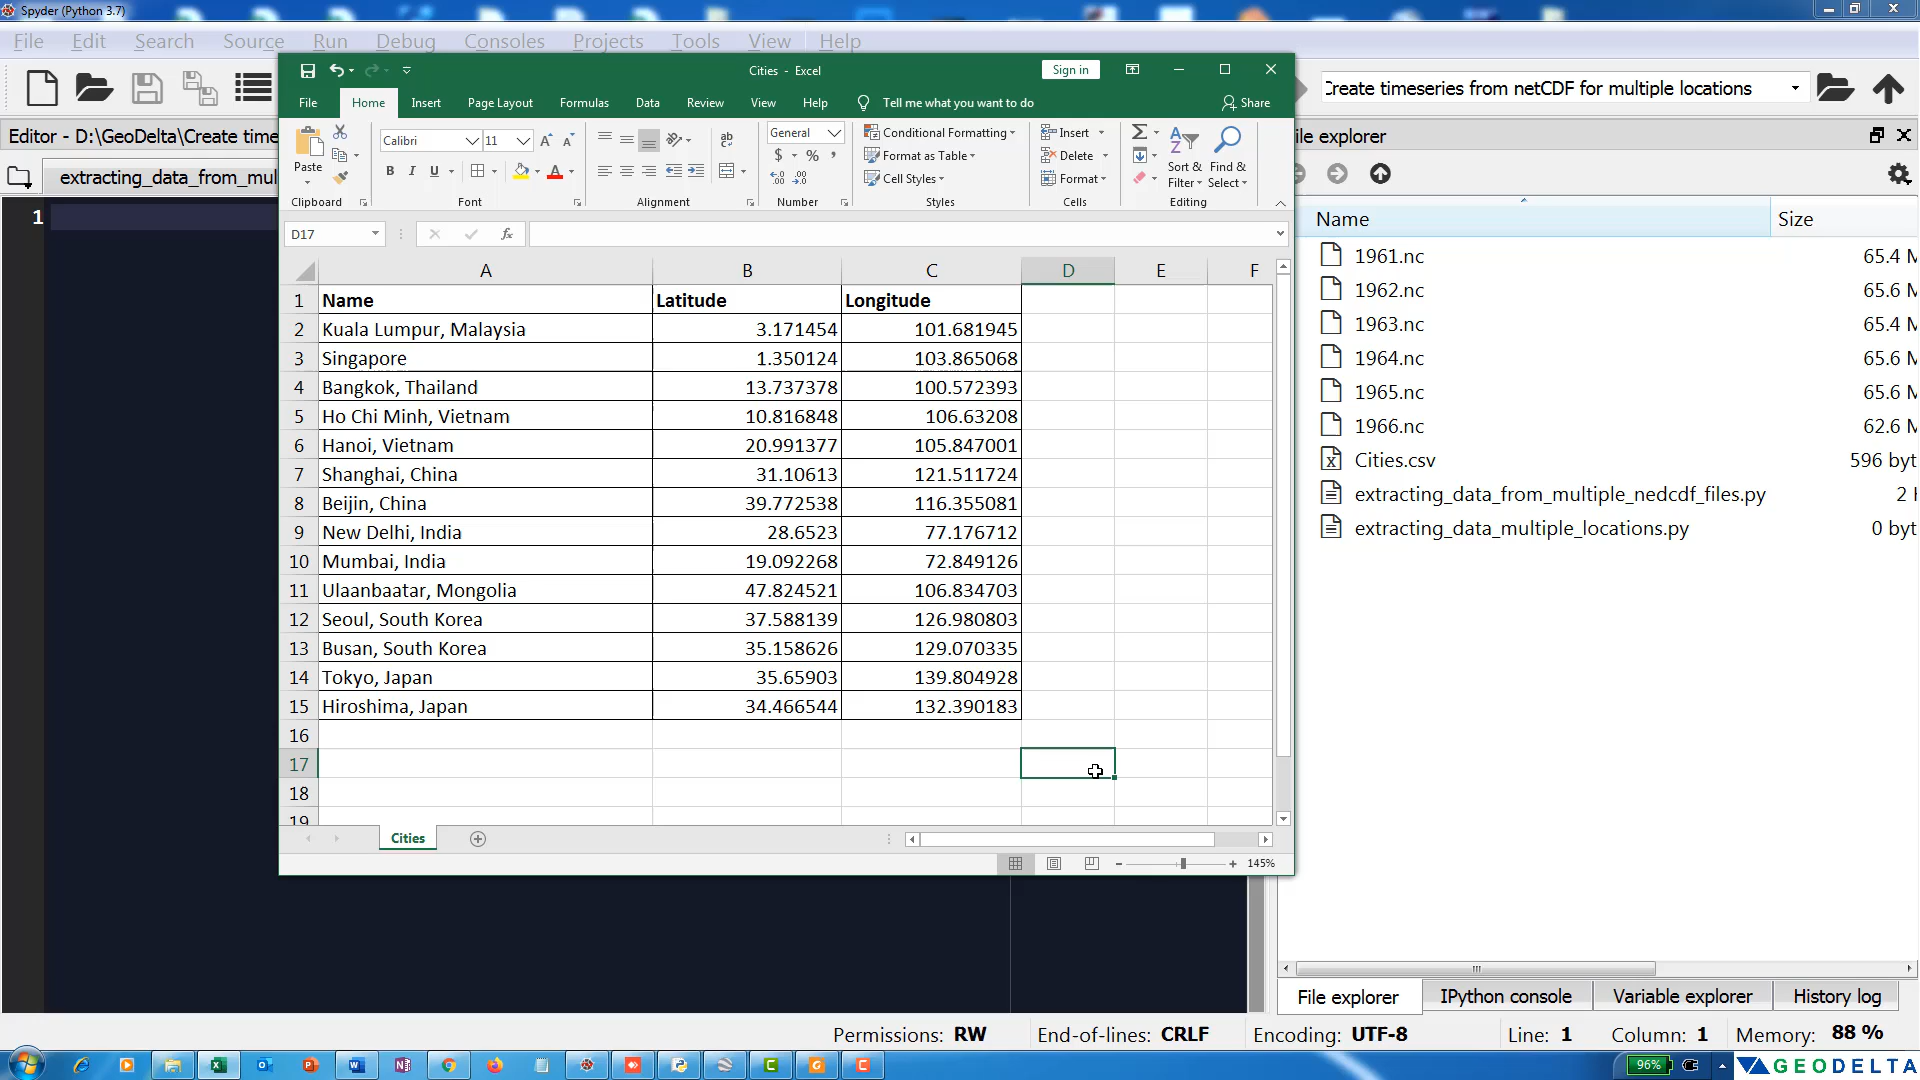 Spyder (Python 3.7)
File Edit Search Source Run Debug Consoles Projects Tools View Help
Create timeseries from netCDF for multiple locations
Editor - D:\GeoDelta\Create time
extracting_data_from_mul
1
Cities - Excel
Sign in
File Home Insert Page Layout Formulas Data Review View Help Tell me what you want to do Share
Paste
Calibri 11
B I U
General
$ % ,
Conditional Formatting
Format as Table
Cell Styles
Insert
Delete
Format
Sort & Filter
Find & Select
Clipboard Font Alignment Number Styles Cells Editing
D17 fx
A B C D E F
1 Name Latitude Longitude
2 Kuala Lumpur, Malaysia 3.171454 101.681945
3 Singapore 1.350124 103.865068
4 Bangkok, Thailand 13.737378 100.572393
5 Ho Chi Minh, Vietnam 10.816848 106.63208
6 Hanoi, Vietnam 20.991377 105.847001
7 Shanghai, China 31.10613 121.511724
8 Beijin, China 39.772538 116.355081
9 New Delhi, India 28.6523 77.176712
10 Mumbai, India 19.092268 72.849126
11 Ulaanbaatar, Mongolia 47.824521 106.834703
12 Seoul, South Korea 37.588139 126.980803
13 Busan, South Korea 35.158626 129.070335
14 Tokyo, Japan 35.65903 139.804928
15 Hiroshima, Japan 34.466544 132.390183
16
17
18
19
Cities
145%
File explorer
Name Size
1961.nc 65.4 M
1962.nc 65.6 M
1963.nc 65.4 M
1964.nc 65.6 M
1965.nc 65.6 M
1966.nc 62.6 M
Cities.csv 596 byt
extracting_data_from_multiple_nedcdf_files.py 2
extracting_data_multiple_locations.py 0 byt
File explorer IPython console Variable explorer History log
Permissions: RW End-of-lines: CRLF Encoding: UTF-8 Line: 1 Column: 1 Memory: 88 %
96%
GEODELTA